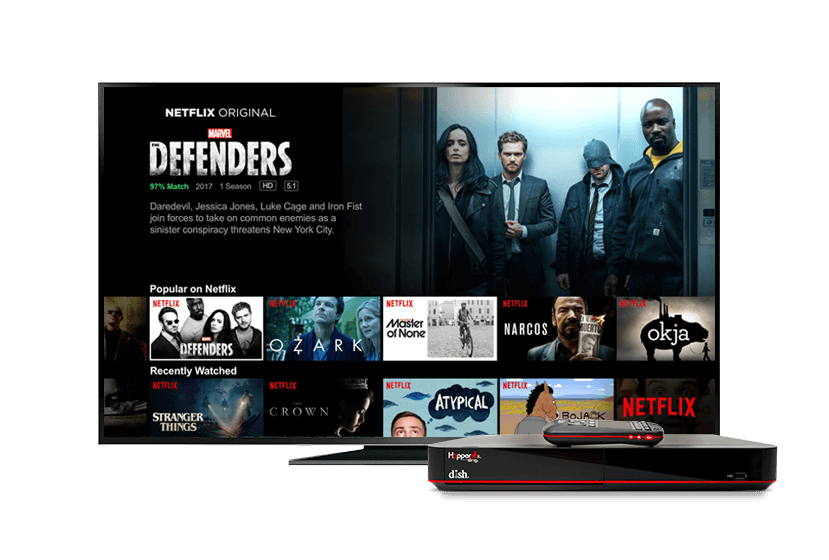 NETFLIX ORIGINAL
MARVEL
THE
DEFENDERS
97% Match 2017 1 Season HD 5.1
Daredevil, Jessica Jones, Luke Cage and Iron Fist
join forces to take on common enemies as a
sinister conspiracy threatens New York City.
Popular on Netflix
NETFLIX
MARVEL
DEFENDERS
NETFLIX
OZARK
NETFLIX
Master
of None
NETFLIX
NARCOS
MUERTO
NETFLIX
okja
Recently Watched
NETFLIX
STRANGER
THINGS
NETFLIX
THE
CROWN
NETFLIX
ATYPICAL
NETFLIX
BOJACK
NETFLIX
Hopper
dish